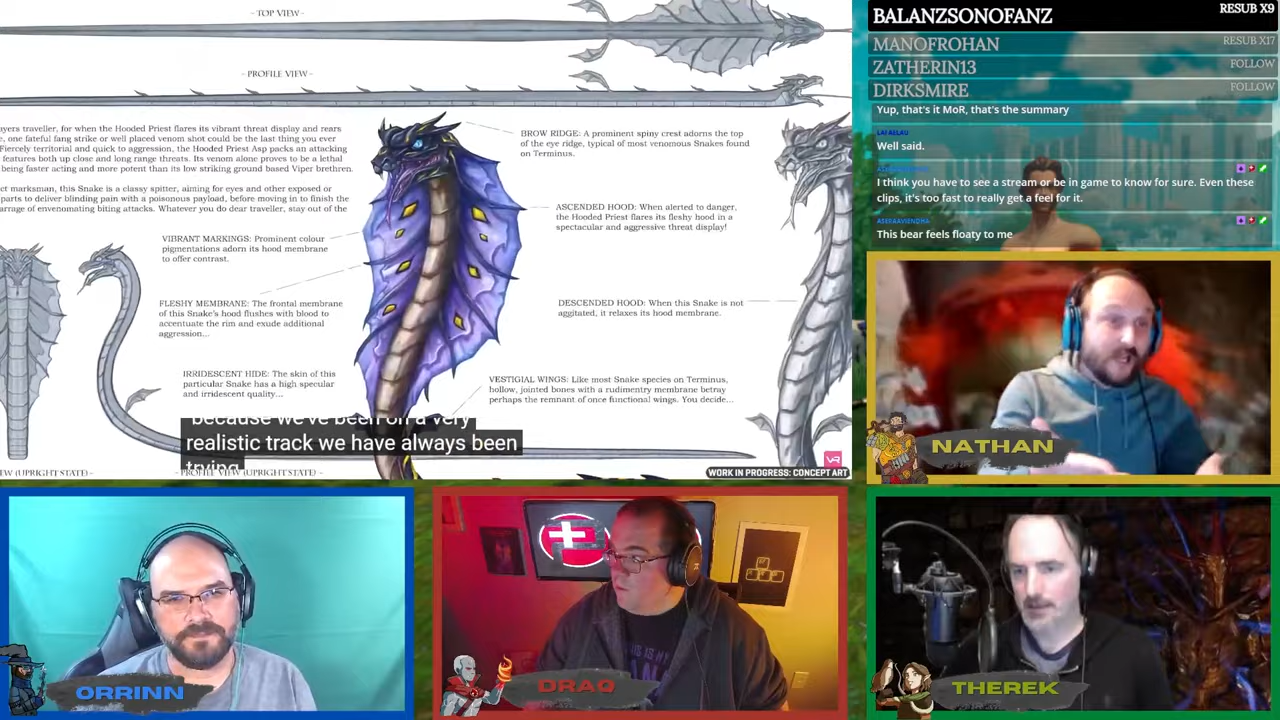 - TOP VIEW -
- PROFILE VIEW -
ayers traveller, for when the Hooded Priest flares its vibrant threat display and rears
, one fateful fang strike or well placed venom shot could be the last thing you ever
Fiercely territorial and quick to aggression, the Hooded Priest Asp packs an attacking
features both up close and long range threats. Its venom alone proves to be a lethal
being faster acting and more potent than its low striking ground based Viper brethren.
ct marksman, this Snake is a classy spitter, aiming for eyes and other exposed or
parts to deliver blinding pain with a poisonous payload, before moving in to finish the
arrage of envenomating biting attacks. Whatever you do dear traveller, stay out of the
BROW RIDGE: A prominent spiny crest adorns the top
of the eye ridge, typical of most venomous Snakes found
on Terminus.
ASCENDED HOOD: When alerted to danger,
the Hooded Priest flares its fleshy hood in a
spectacular and aggressive threat display!
VIBRANT MARKINGS: Prominent colour
pigmentations adorn its hood membrane
to offer contrast.
FLESHY MEMBRANE: The frontal membrane
of this Snake's hood flushes with blood to
accentuate the rim and exude additional
aggression...
DESCENDED HOOD: When this Snake is not
aggitated, it relaxes its hood membrane.
IRRIDESCENT HIDE: The skin of this
particular Snake has a high specular
and irridescent quality...
VESTIGIAL WINGS: Like most Snake species on Terminus,
hollow, jointed bones with a rudimentry membrane betray
perhaps the remnant of once functional wings. You decide...
because we've been on a very
realistic track we have always been
trying
EW (UPRIGHT STATE) -
- PROFILE VIEW (UPRIGHT STATE) -
VR
WORK IN PROGRESS: CONCEPT ART
BALANZSONOFANZ RESUB X9
MANOFROHAN RESUB X17
ZATHERIN13 FOLLOW
DIRKSMIRE FOLLOW
Yup, that's it MoR, that's the summary
Well said.
I think you have to see a stream or be in game to know for sure. Even these
clips, it's too fast to really get a feel for it.
This bear feels floaty to me
NATHAN
ORRINN
DRAQ
THEREK